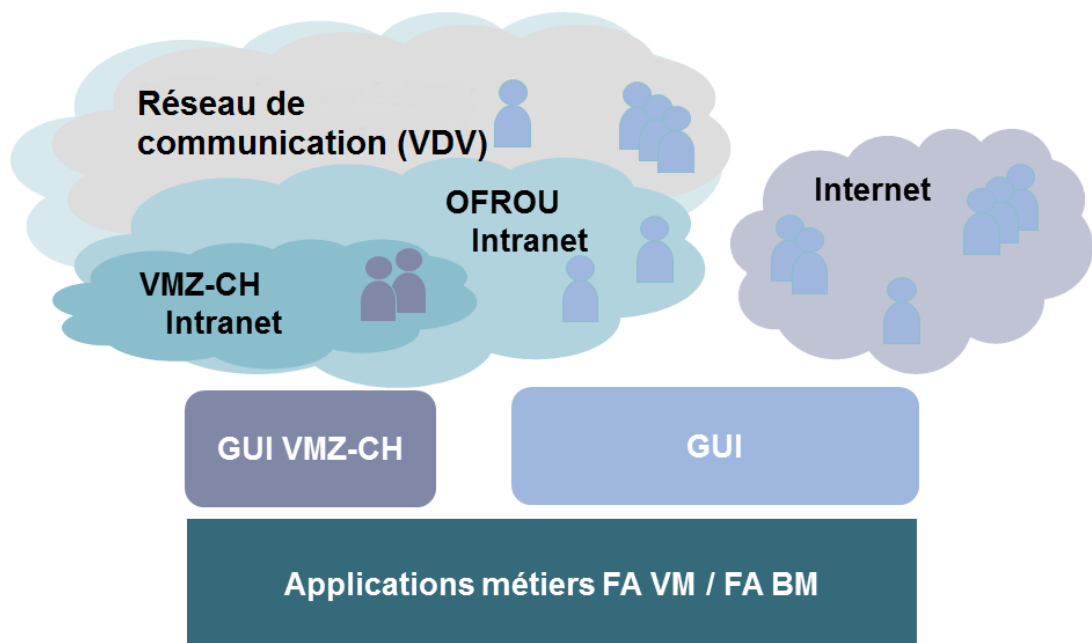 Réseau de
communication (VDV)
OFROU
Intranet
Internet
VMZ-CH
Intranet
GUI VMZ-CH
GUI
Applications métiers FA VM / FA BM